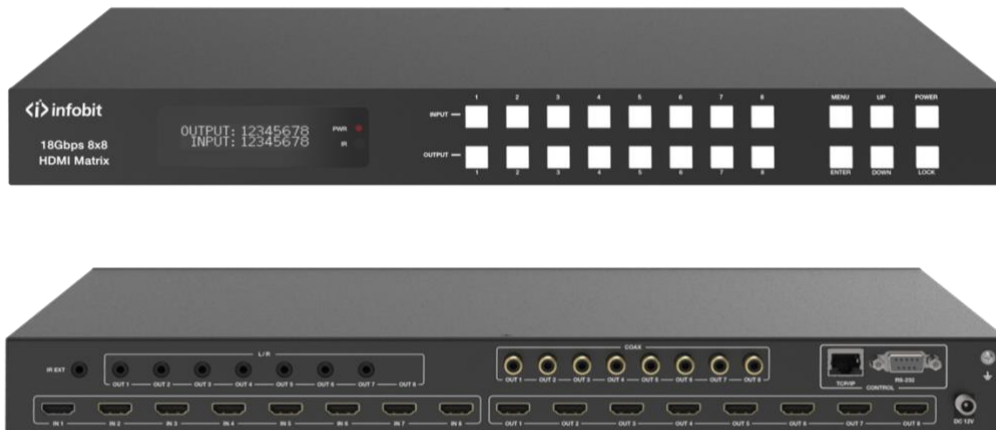 infobit
18Gbps 8x8
HDMI Matrix
OUTPUT: 12345678
INPUT: 12345678
PWR
IR
INPUT
1 2 3 4 5 6 7 8
OUTPUT
1 2 3 4 5 6 7 8
MENU UP POWER
ENTER DOWN LOCK
IR EXT
L/R
OUT 1 OUT 2 OUT 3 OUT 4 OUT 5 OUT 6 OUT 7 OUT 8
COAX
OUT 1 OUT 2 OUT 3 OUT 4 OUT 5 OUT 6 OUT 7 OUT 8
TCP/IP RS-232
CONTROL
IN 1 IN 2 IN 3 IN 4 IN 5 IN 6 IN 7 IN 8
OUT 1 OUT 2 OUT 3 OUT 4 OUT 5 OUT 6 OUT 7 OUT 8
DC 12V